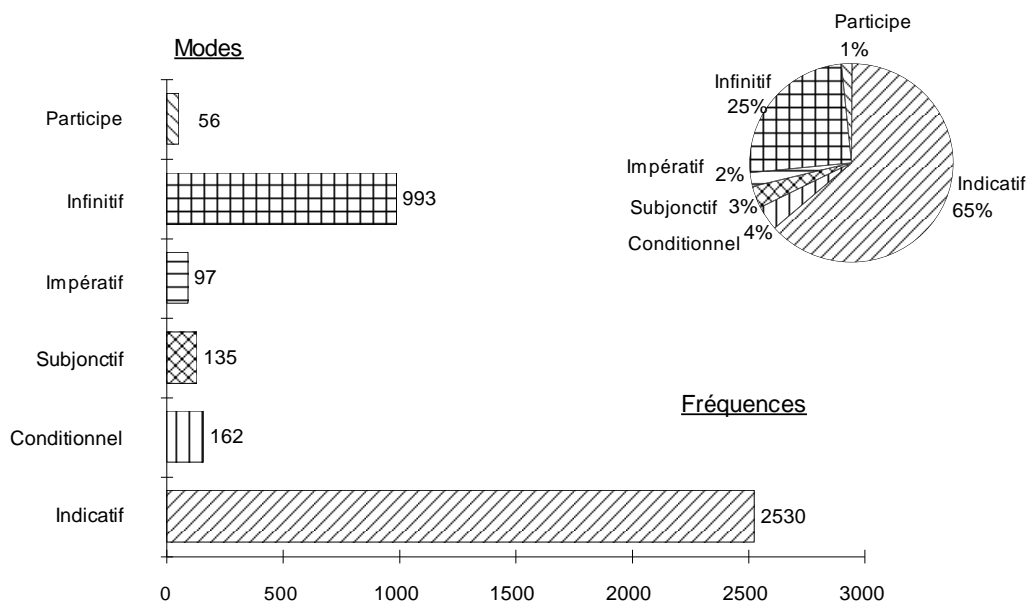 Modes
Participe 56
Infinitif 993
Impératif 97
Subjonctif 135
Conditionnel 162
Indicatif 2530
0 500 1000 1500 2000 2500 3000
Fréquences
Participe
1%
Infinitif
25%
Impératif
2%
Subjonctif 3%
Conditionnel 4%
Indicatif
65%